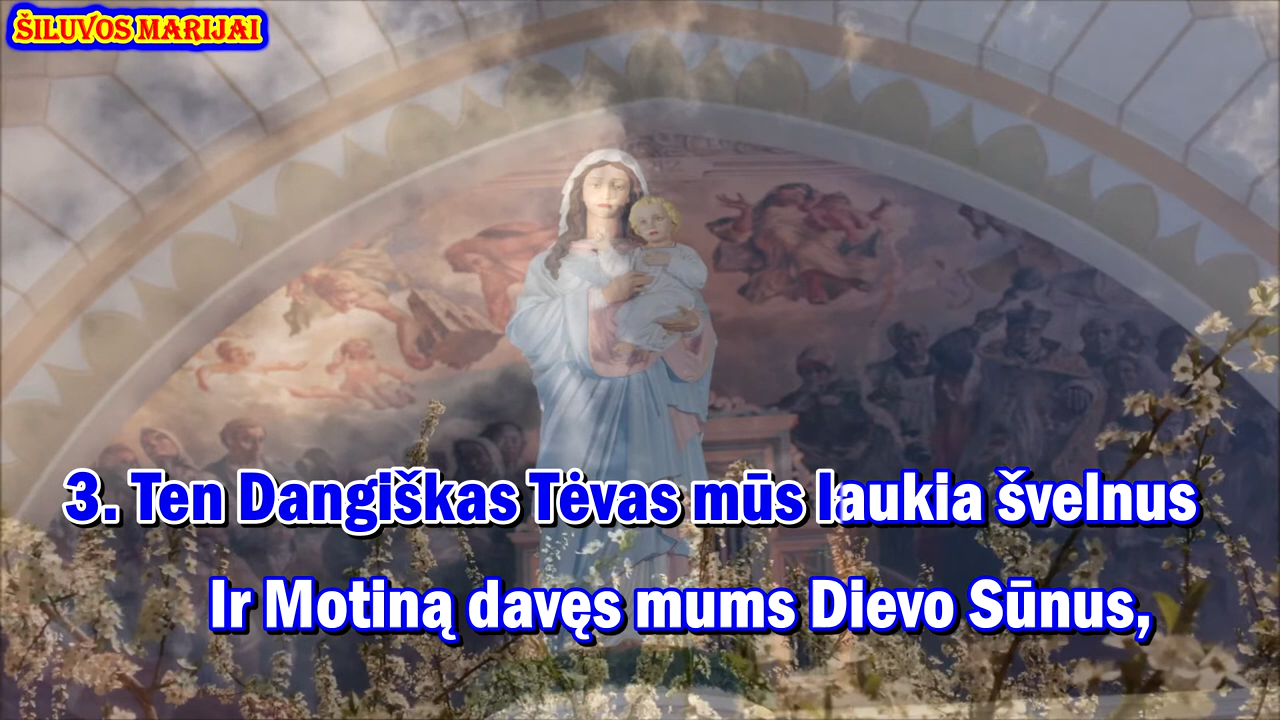 ŠILUVOS MARIJAI
3. Ten Dangiškas Tėvas mūs laukia švelnus
Ir Motiną davęs mums Dievo Sūnus,